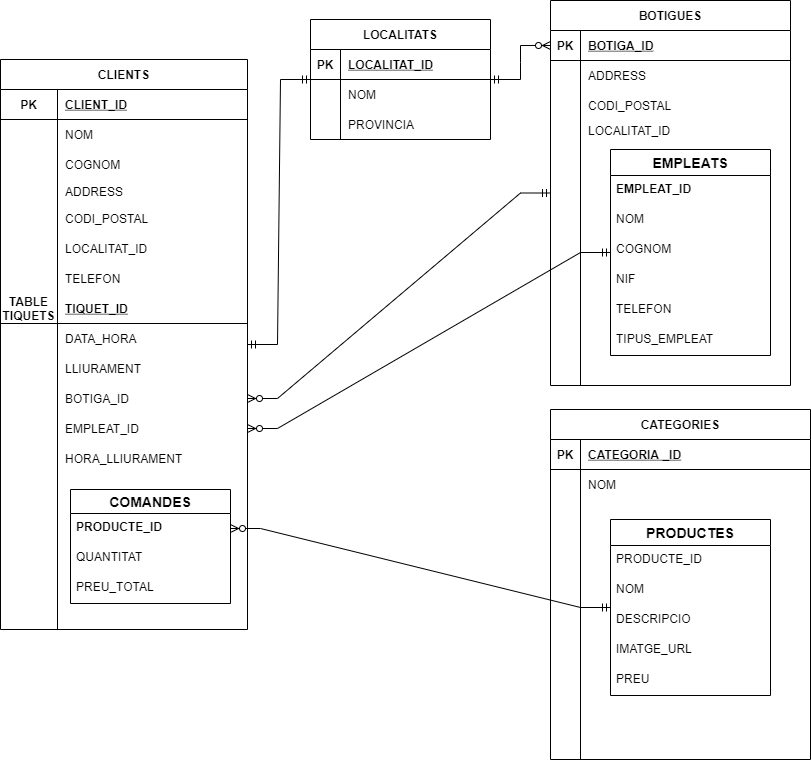 CLIENTS
PK CLIENT_ID
NOM
COGNOM
ADDRESS
CODI_POSTAL
LOCALITAT_ID
TELEFON
TABLE
TIQUETS
TIQUET_ID
DATA_HORA
LLIURAMENT
BOTIGA_ID
EMPLEAT_ID
HORA_LLIURAMENT
COMANDES
PRODUCTE_ID
QUANTITAT
PREU_TOTAL
LOCALITATS
PK LOCALITAT_ID
NOM
PROVINCIA
BOTIGUES
PK BOTIGA_ID
ADDRESS
CODI_POSTAL
LOCALITAT_ID
EMPLEATS
EMPLEAT_ID
NOM
COGNOM
NIF
TELEFON
TIPUS_EMPLEAT
CATEGORIES
PK CATEGORIA _ID
NOM
PRODUCTES
PRODUCTE_ID
NOM
DESCRIPCIO
IMATGE_URL
PREU